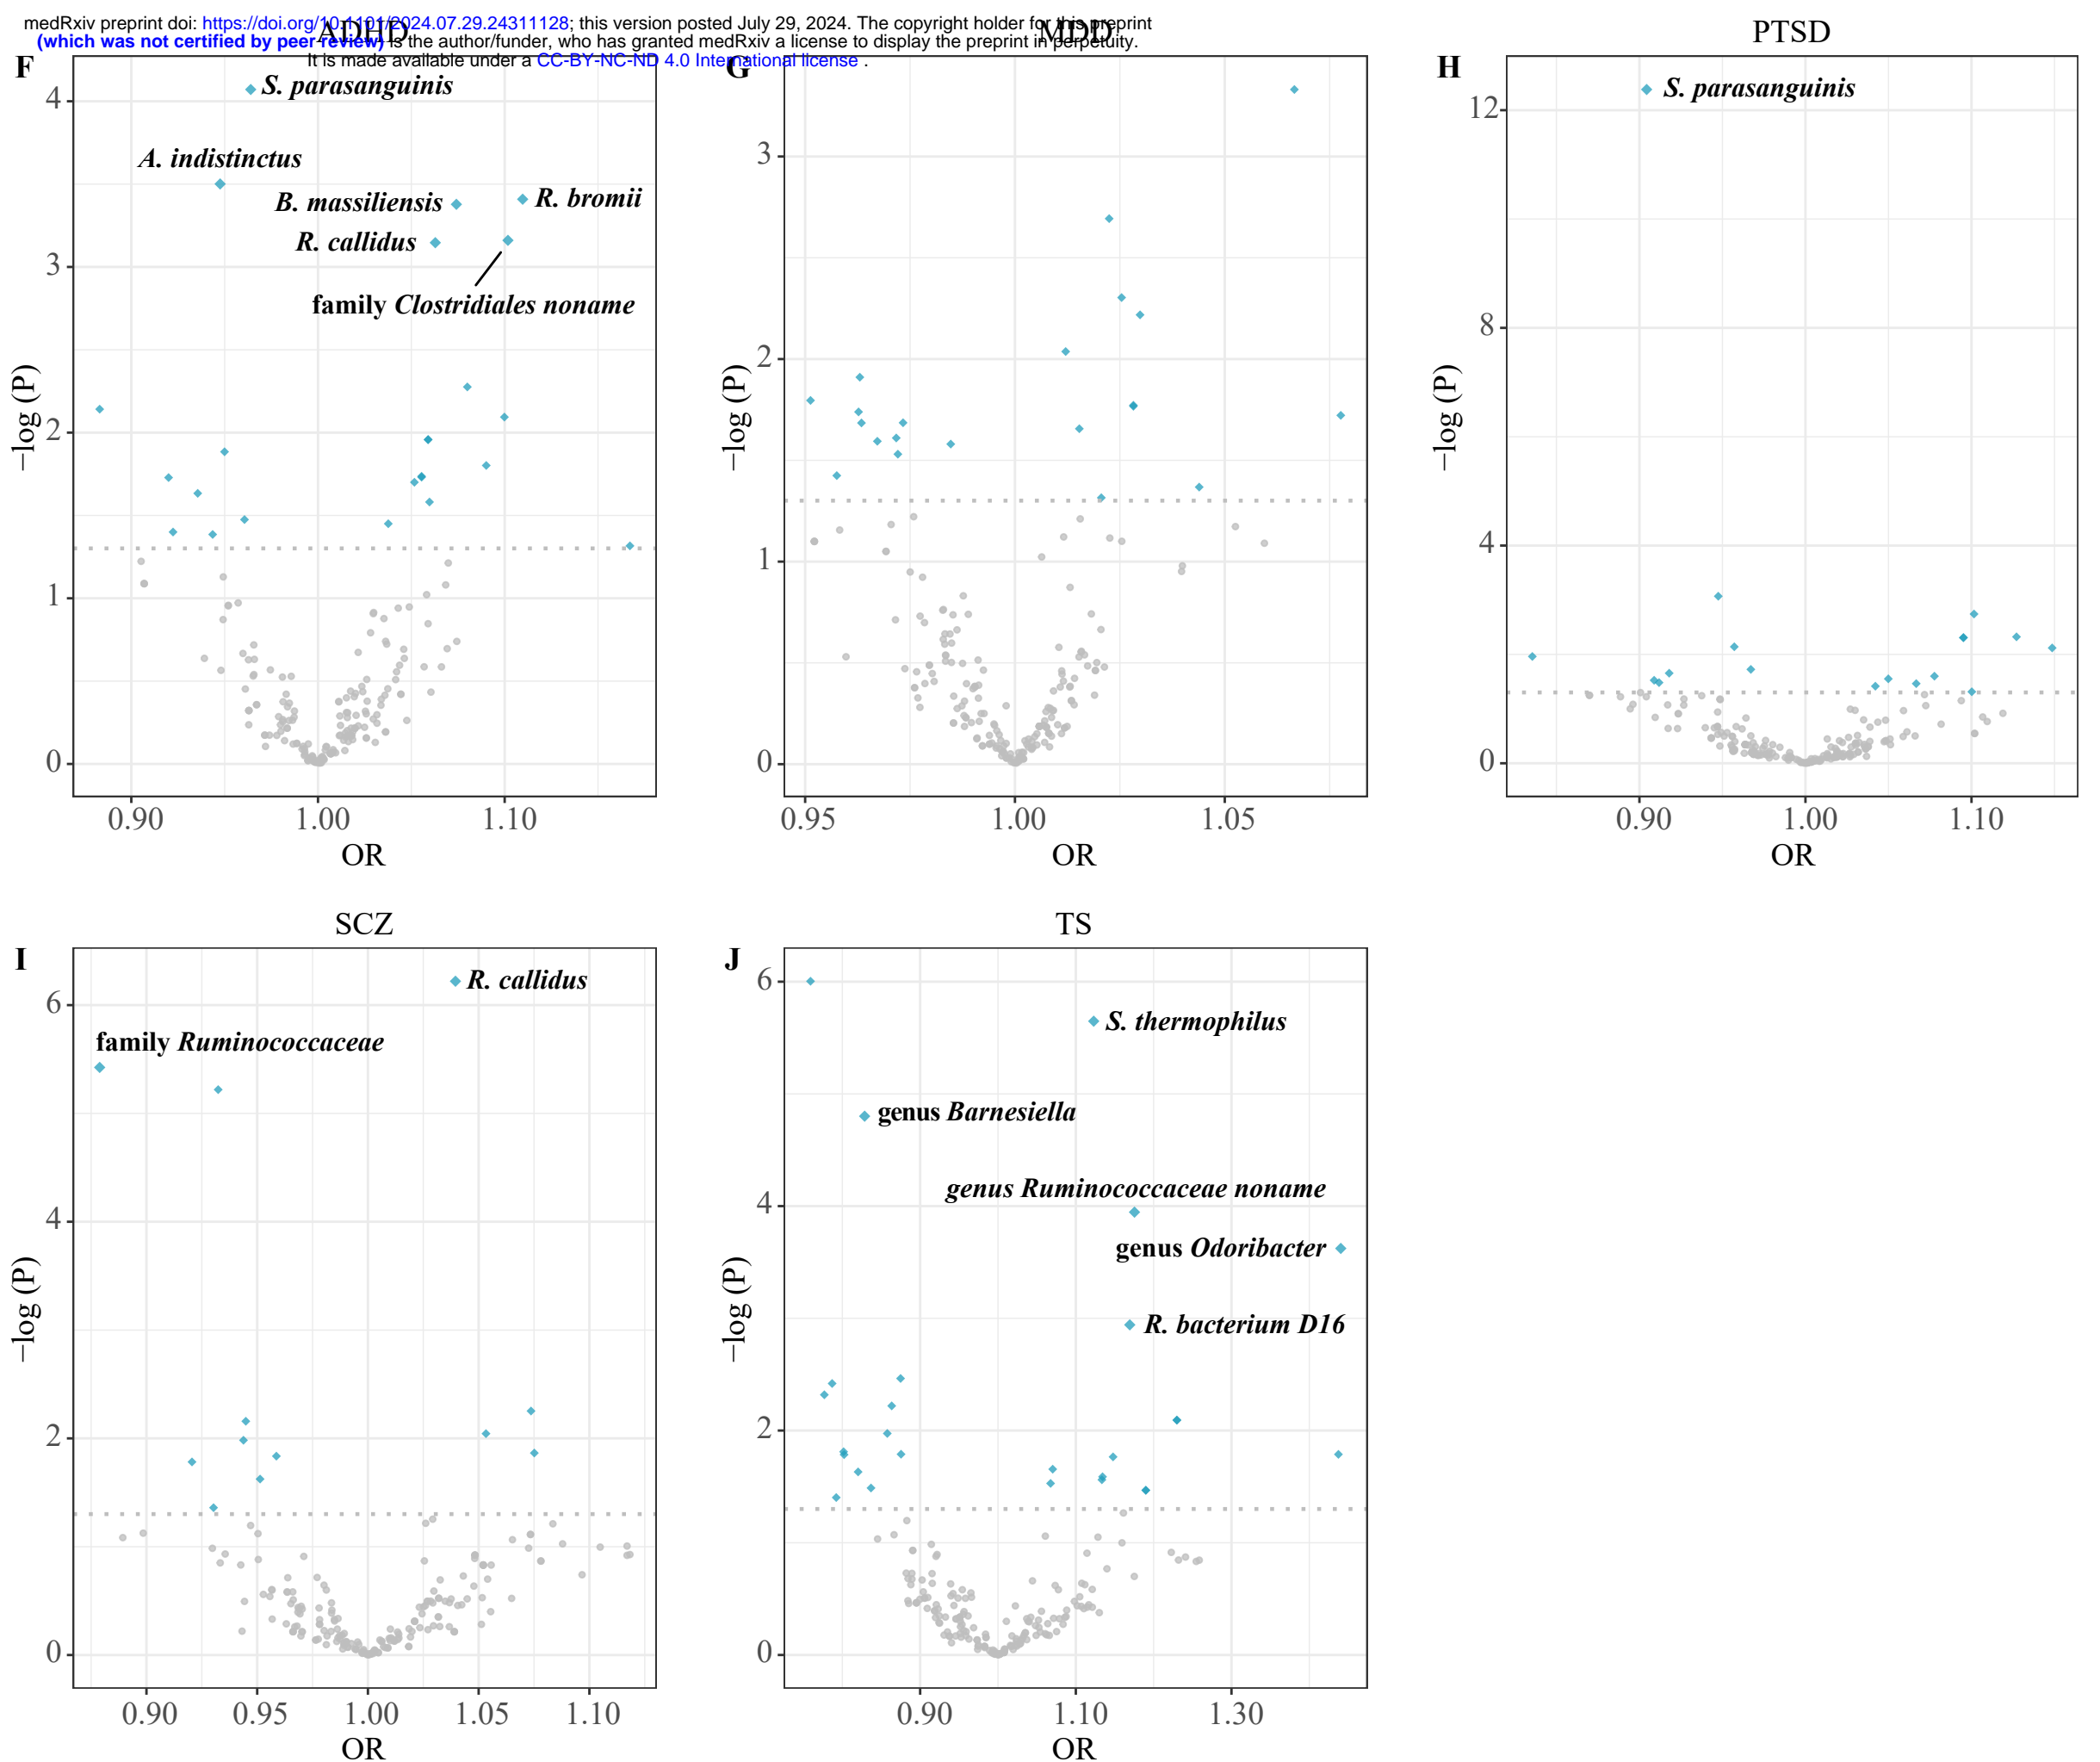 medRxiv preprint doi: https://doi.org/10.1101/2024.07.29.24311128; this version posted July 29, 2024. The copyright holder for this preprint
(which was not certified by peer review) is the author/funder, who has granted medRxiv a license to display the preprint in perpetuity.
It is made available under a CC-BY-NC-ND 4.0 International license .
ADHD
MDD
PTSD
F
S. parasanguinis
A. indistinctus
B. massiliensis
R. bromii
R. callidus
family Clostridiales noname
4
3
2
1
0
−log (P)
0.90
1.00
1.10
OR
G
3
2
1
0
−log (P)
0.95
1.00
1.05
OR
H
S. parasanguinis
12
8
4
0
−log (P)
0.90
1.00
1.10
OR
SCZ
I
R. callidus
family Ruminococcaceae
6
4
2
0
−log (P)
0.90
0.95
1.00
1.05
1.10
OR
TS
J
S. thermophilus
genus Barnesiella
genus Ruminococcaceae noname
genus Odoribacter
R. bacterium D16
6
4
2
0
−log (P)
0.90
1.10
1.30
OR